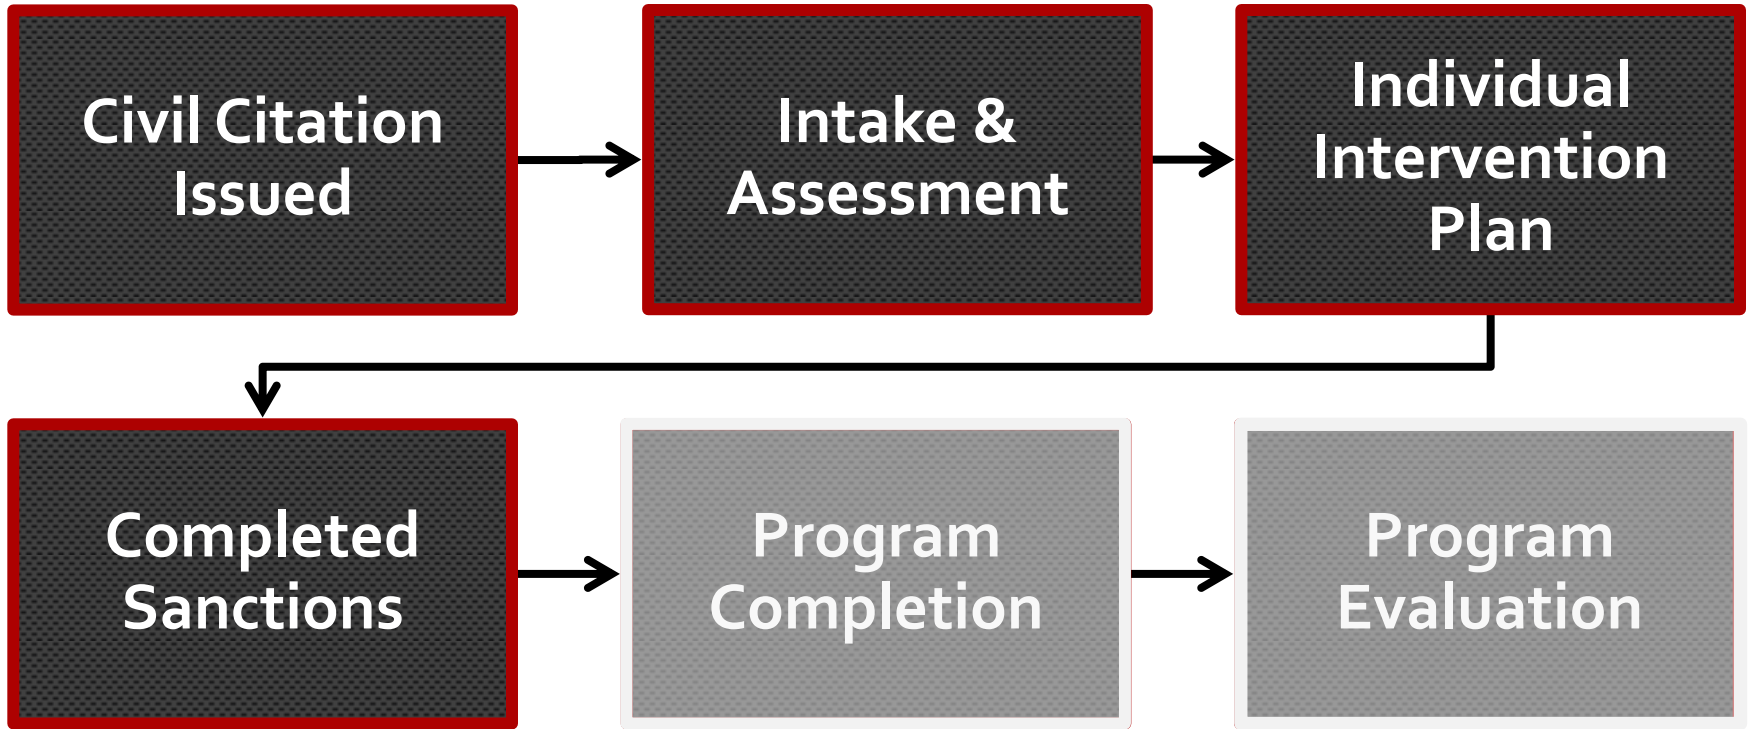 Civil Citation
Issued
Intake &
Assessment
Individual
Intervention
Plan
Completed
Sanctions
Program
Completion
Program
Evaluation